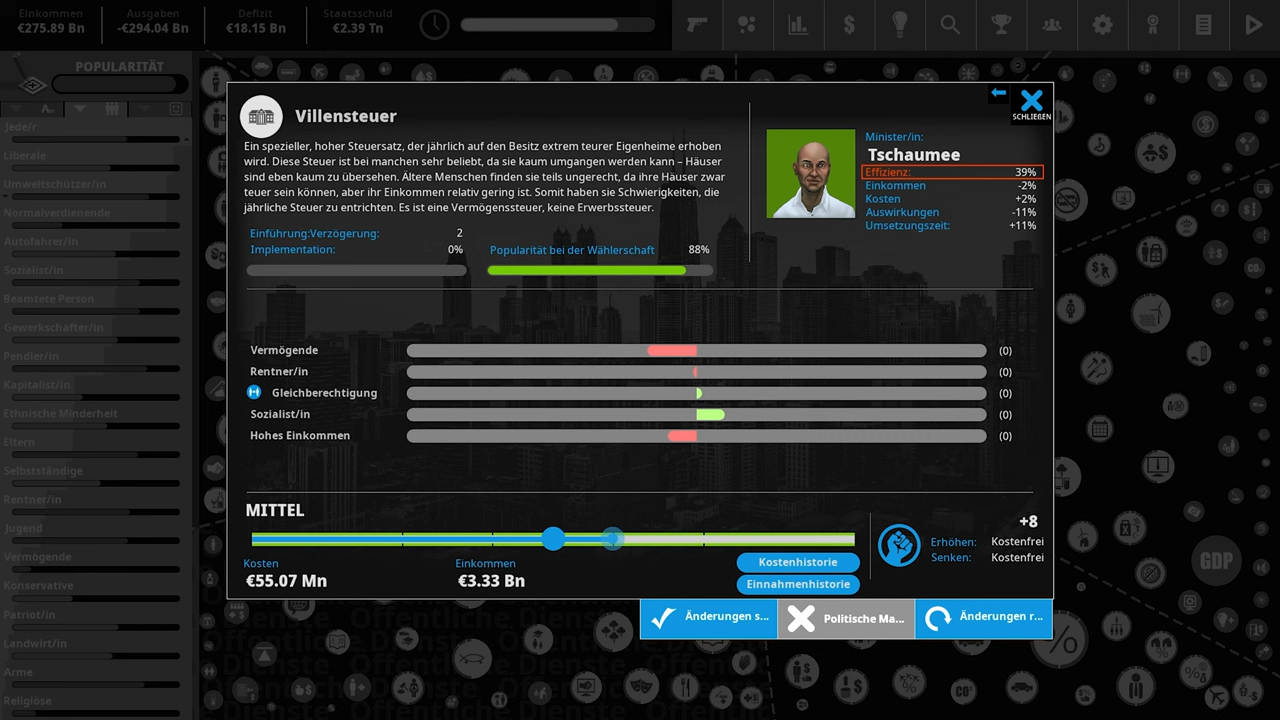 Einkommen
€275.89 Bn
Ausgaben
-€294.04 Bn
Defizit
€18.15 Bn
Staatsschuld
€2.39 Tn
POPULARITÄT
A...
Jede/r
Liberale
Umweltschützer/in
Normalverdienende
Autofahrer/in
Sozialist/in
Beamtete Person
Gewerkschafter/in
Pendler/in
Kapitalist/in
Ethnische Minderheit
Eltern
Selbstständige
Rentner/in
Jugend
Vermögende
Konservative
Patriot/in
Landwirt/in
Arme
Religiöse
Villensteuer
Ein spezieller, hoher Steuersatz, der jährlich auf den Besitz extrem teurer Eigenheime erhoben
wird. Diese Steuer ist bei manchen sehr beliebt, da sie kaum umgangen werden kann – Häuser
sind eben kaum zu übersehen. Ältere Menschen finden sie teils ungerecht, da ihre Häuser zwar
teuer sein können, aber ihr Einkommen relativ gering ist. Somit haben sie Schwierigkeiten, die
jährliche Steuer zu entrichten. Es ist eine Vermögenssteuer, keine Erwerbssteuer.
Einführung:Verzögerung: 2
Implementation: 0%
Popularität bei der Wählerschaft 88%
SCHLIEẞEN
Minister/in:
Tschaumee
Effizienz: 39%
Einkommen -2%
Kosten +2%
Auswirkungen -11%
Umsetzungszeit: +11%
Vermögende (0)
Rentner/in (0)
Gleichberechtigung (0)
Sozialist/in (0)
Hohes Einkommen (0)
MITTEL
Kosten
€55.07 Mn
Einkommen
€3.33 Bn
Kostenhistorie
Einnahmenhistorie
+8
Erhöhen: Kostenfrei
Senken: Kostenfrei
Änderungen s...
Politische Ma...
Änderungen r...
GDP
Öffentliche Dienste